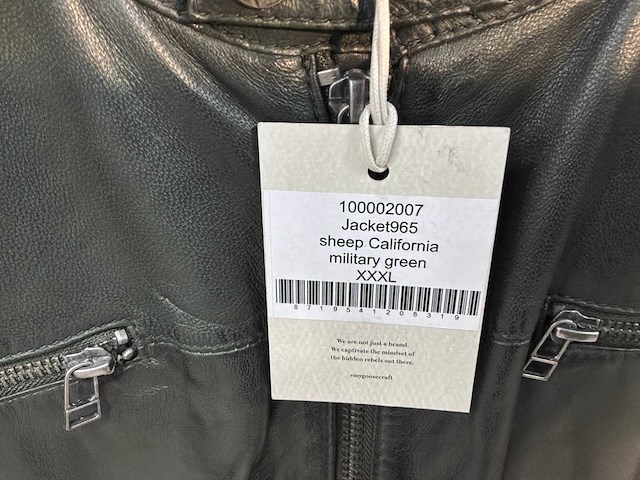 100002007
Jacket965
sheep California
military green
XXXL
8719541208319
We are not just a brand.
We captivate the mindset of
the hidden rebels out there.
easygoosecraft